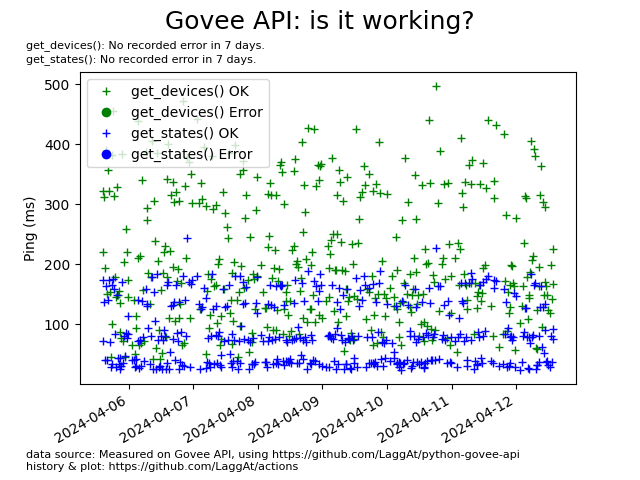 Govee API: is it working?
get_devices(): No recorded error in 7 days.
get_states(): No recorded error in 7 days.
get_devices() OK
get_devices() Error
get_states() OK
get_states() Error
500
400
300
200
100
Ping (ms)
2024-04-06
2024-04-07
2024-04-08
2024-04-09
2024-04-10
2024-04-11
2024-04-12
data source: Measured on Govee API, using https://github.com/LaggAt/python-govee-api
history & plot: https://github.com/LaggAt/actions